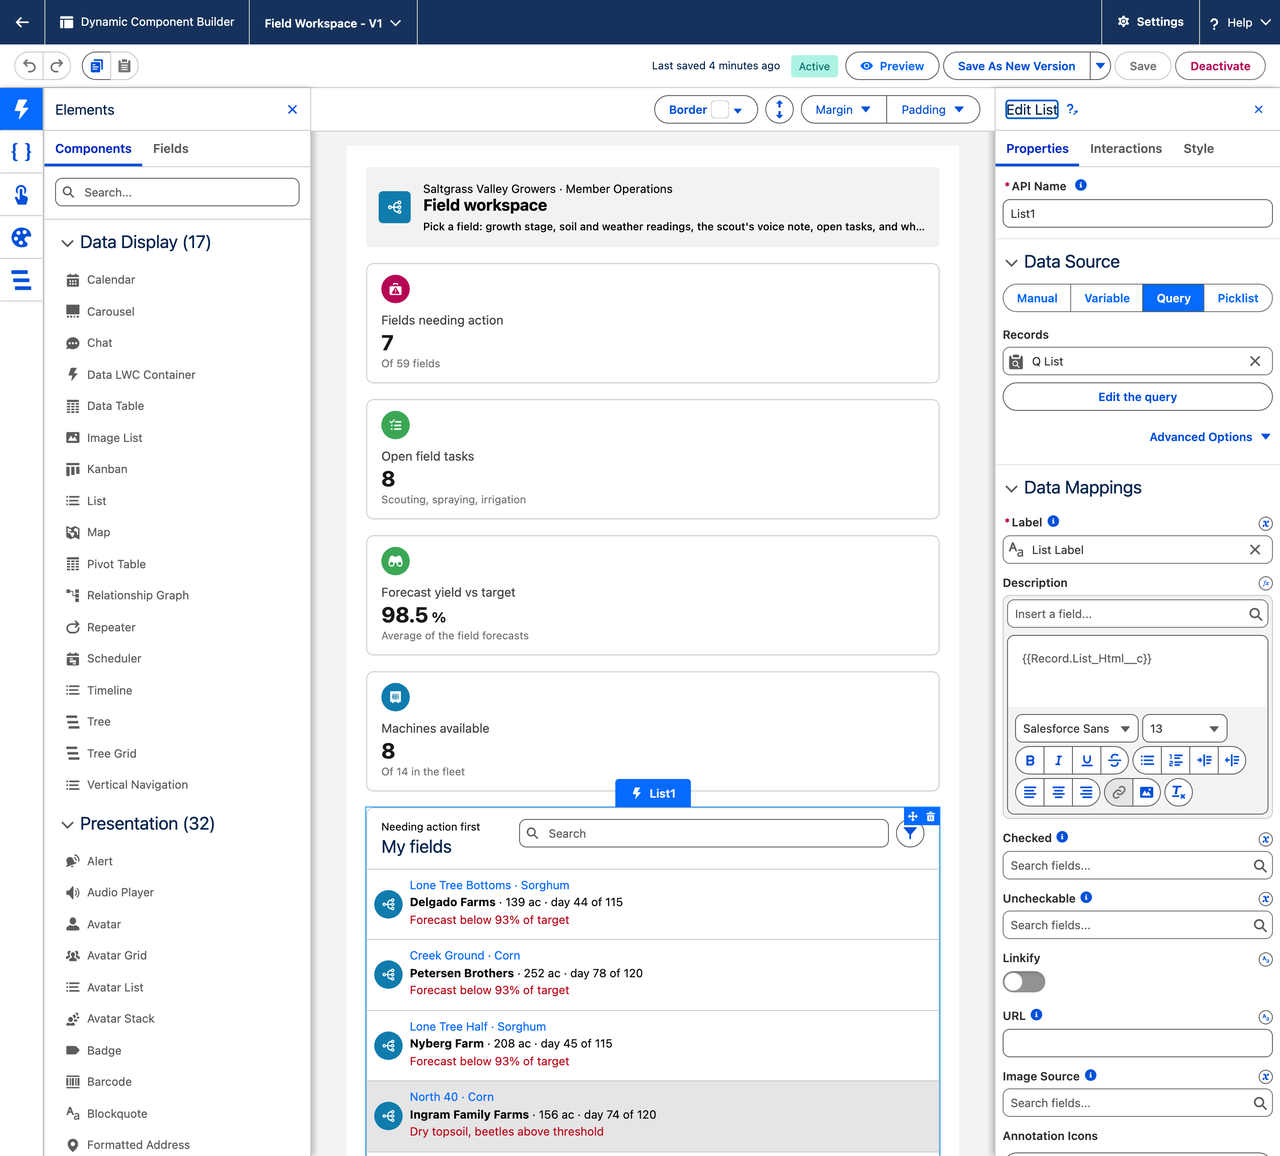 Dynamic Component Builder
Field Workspace - V1
Settings
? Help
Last saved 4 minutes ago
Active
Preview
Save As New Version
Save
Deactivate
Elements
Components
Fields
Search...
Data Display (17)
Calendar
Carousel
Chat
Data LWC Container
Data Table
Image List
Kanban
List
Map
Pivot Table
Relationship Graph
Repeater
Scheduler
Timeline
Tree
Tree Grid
Vertical Navigation
Presentation (32)
Alert
Audio Player
Avatar
Avatar Grid
Avatar List
Avatar Stack
Badge
Barcode
Blockquote
Formatted Address
Border
Margin
Padding
Saltgrass Valley Growers · Member Operations
Field workspace
Pick a field: growth stage, soil and weather readings, the scout's voice note, open tasks, and wh...
Fields needing action
7
Of 59 fields
Open field tasks
8
Scouting, spraying, irrigation
Forecast yield vs target
98.5 %
Average of the field forecasts
Machines available
8
Of 14 in the fleet
List1
Needing action first
My fields
Search
Lone Tree Bottoms · Sorghum
Delgado Farms · 139 ac · day 44 of 115
Forecast below 93% of target
Creek Ground · Corn
Petersen Brothers · 252 ac · day 78 of 120
Forecast below 93% of target
Lone Tree Half · Sorghum
Nyberg Farm · 208 ac · day 45 of 115
Forecast below 93% of target
North 40 · Corn
Ingram Family Farms · 156 ac · day 74 of 120
Dry topsoil, beetles above threshold
Edit List
Properties
Interactions
Style
* API Name
List1
Data Source
Manual
Variable
Query
Picklist
Records
Q List
Edit the query
Advanced Options
Data Mappings
* Label
List Label
Description
Insert a field...
{{Record.List_Html__c}}
Salesforce Sans
13
B I U S
Checked
Search fields...
Uncheckable
Search fields...
Linkify
URL
Image Source
Search fields...
Annotation Icons